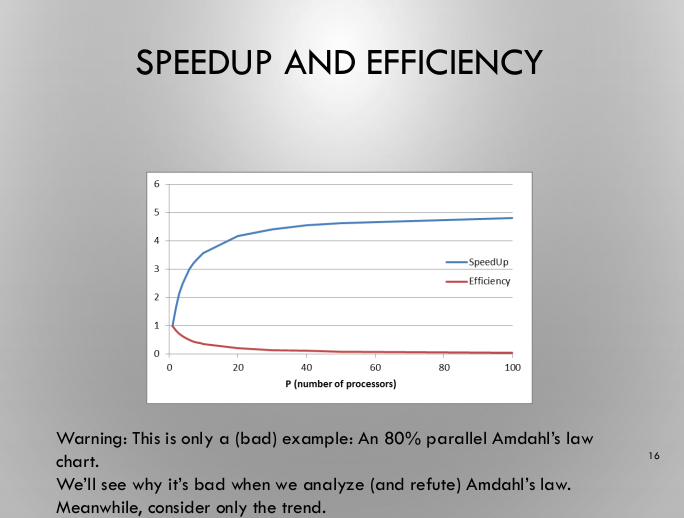 SPEEDUP AND EFFICIENCY
6
5
4
3
2
1
0
SpeedUp
Efficiency
0 20 40 60 80 100
P (number of processors)
Warning: This is only a (bad) example: An 80% parallel Amdahl's law
chart.
16
We'll see why it's bad when we analyze (and refute) Amdahl's law.
Meanwhile, consider only the trend.